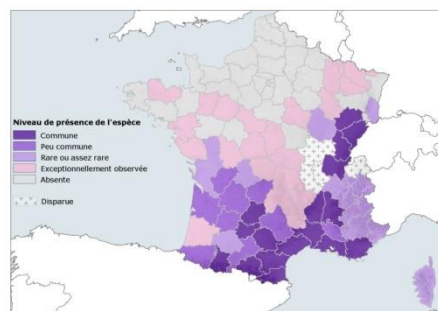 Niveau de présence de l'espèce
Commune
Peu commune
Rare ou assez rare
Exceptionnellement observée
Absente
Disparue